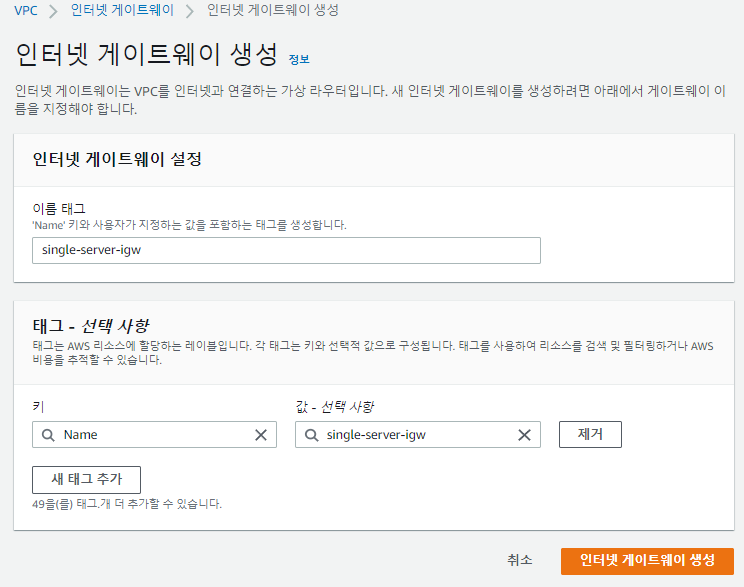 VPC > 인터넷 게이트웨이 > 인터넷 게이트웨이 생성
인터넷 게이트웨이 생성 정보
인터넷 게이트웨이는 VPC를 인터넷과 연결하는 가상 라우터입니다. 새 인터넷 게이트웨이를 생성하려면 아래에서 게이트웨이 이
름을 지정해야 합니다.
인터넷 게이트웨이 설정
이름 태그
'Name' 키와 사용자가 지정하는 값을 포함하는 태그를 생성합니다.
single-server-igw
태그 - 선택 사항
태그는 AWS 리소스에 할당하는 레이블입니다. 각 태그는 키와 선택적 값으로 구성됩니다. 태그를 사용하여 리소스를 검색 및 필터링하거나 AWS
비용을 추적할 수 있습니다.
키 값 - 선택 사항
Name single-server-igw 제거
새 태그 추가
49을(를) 태그.개 더 추가할 수 있습니다.
취소 인터넷 게이트웨이 생성